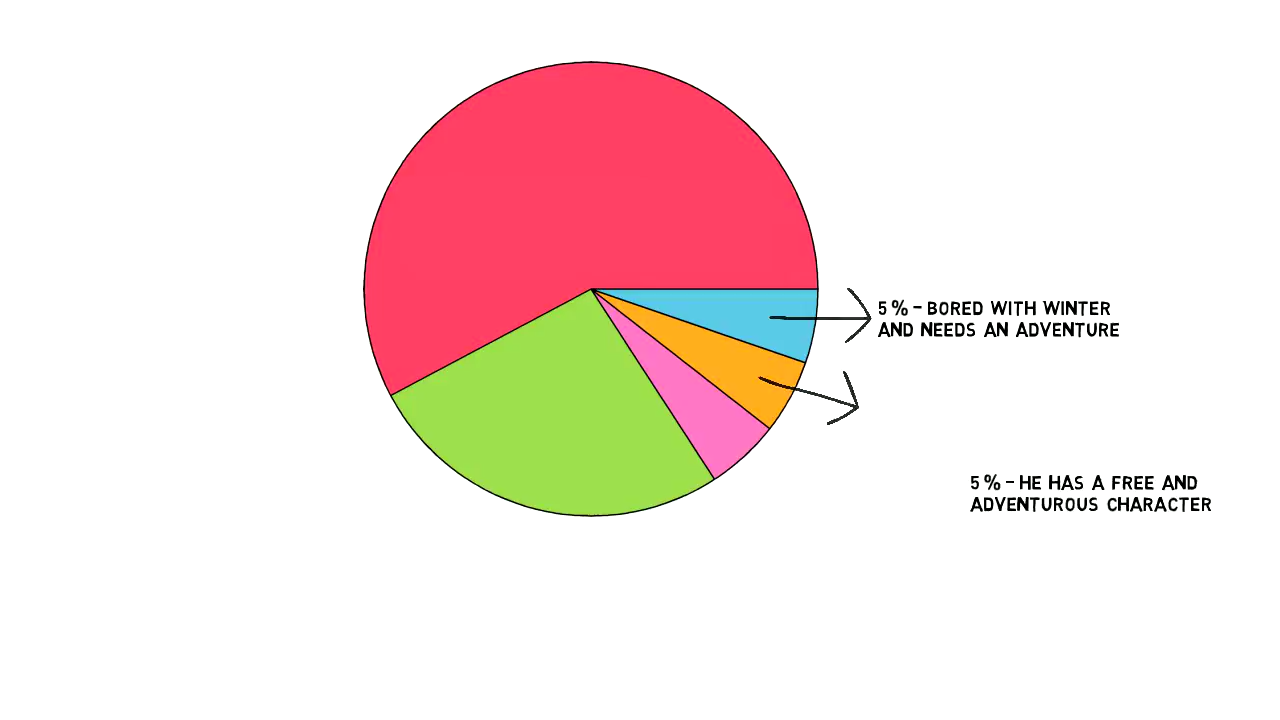 5 % - BORED WITH WINTER
AND NEEDS AN ADVENTURE
5 % - HE HAS A FREE AND
ADVENTUROUS CHARACTER